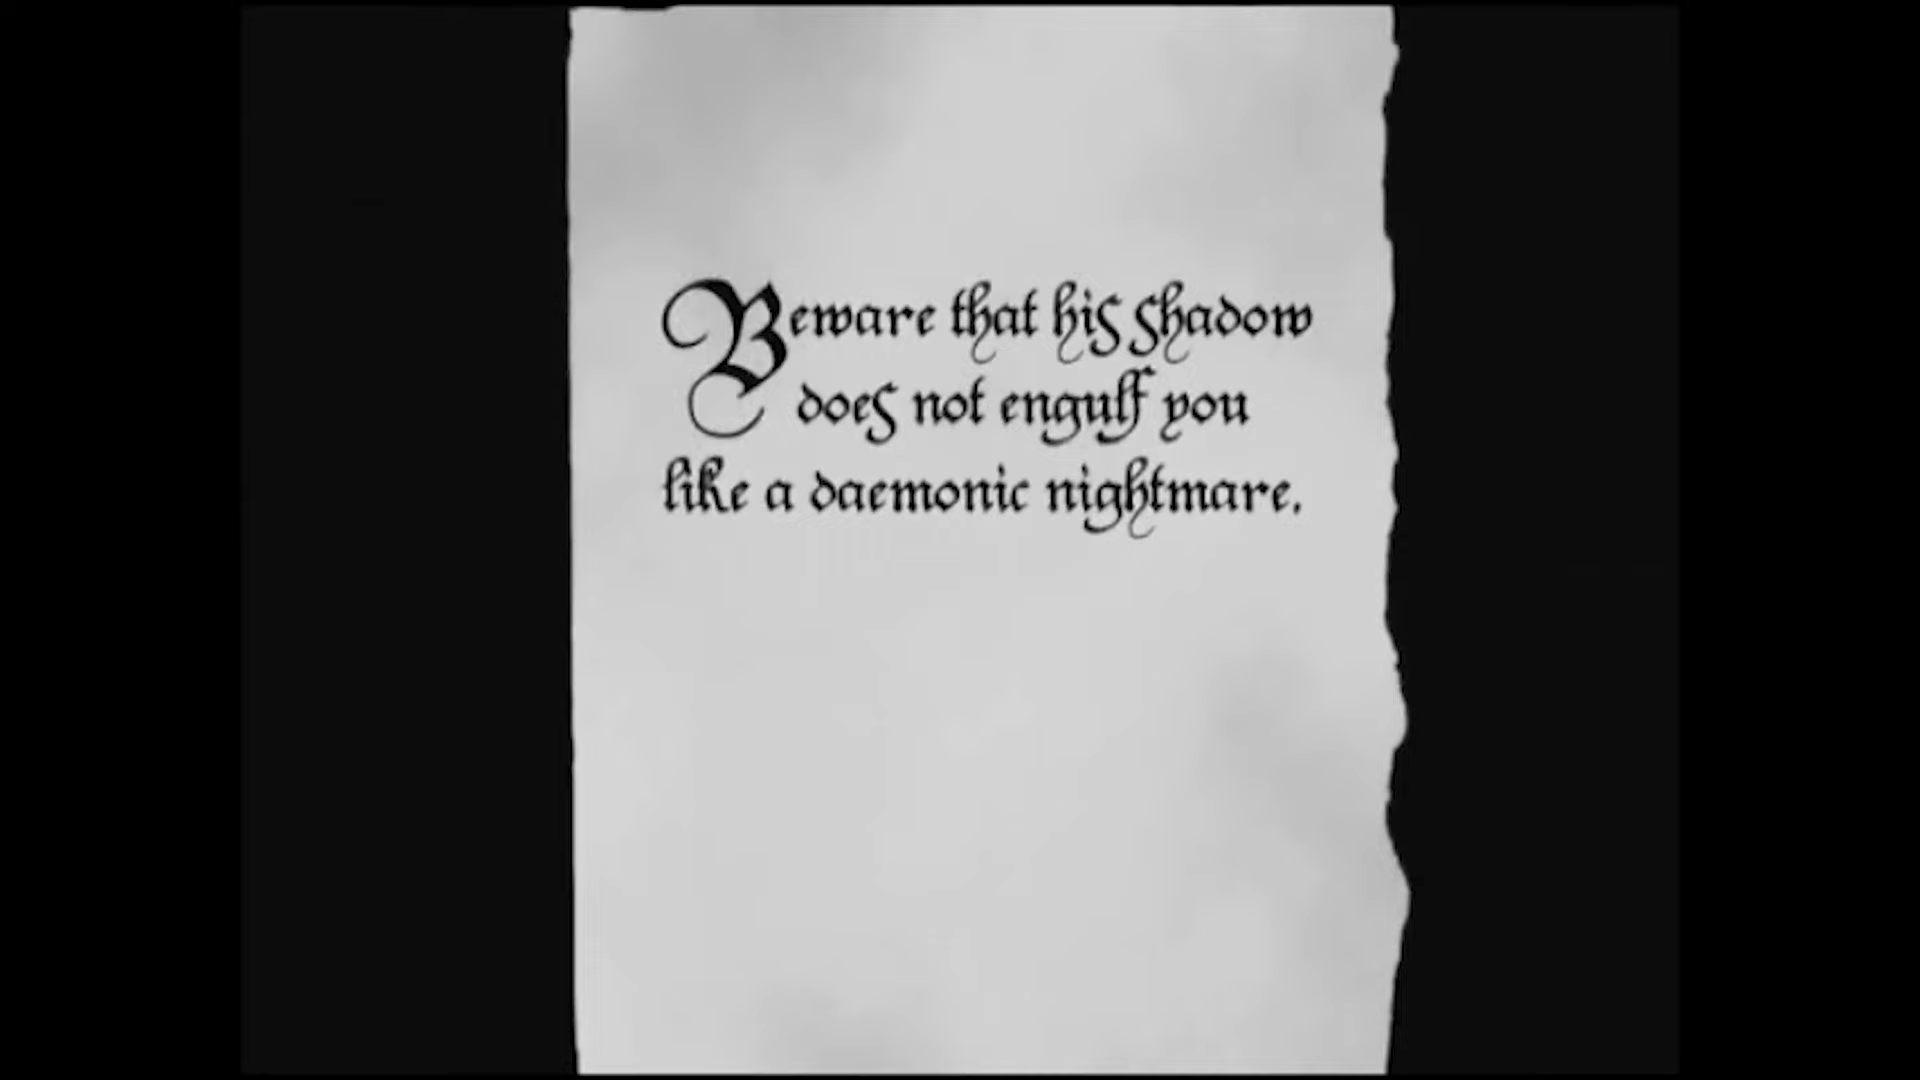 Beware that his shadow
does not engulf you
like a daemonic nightmare.